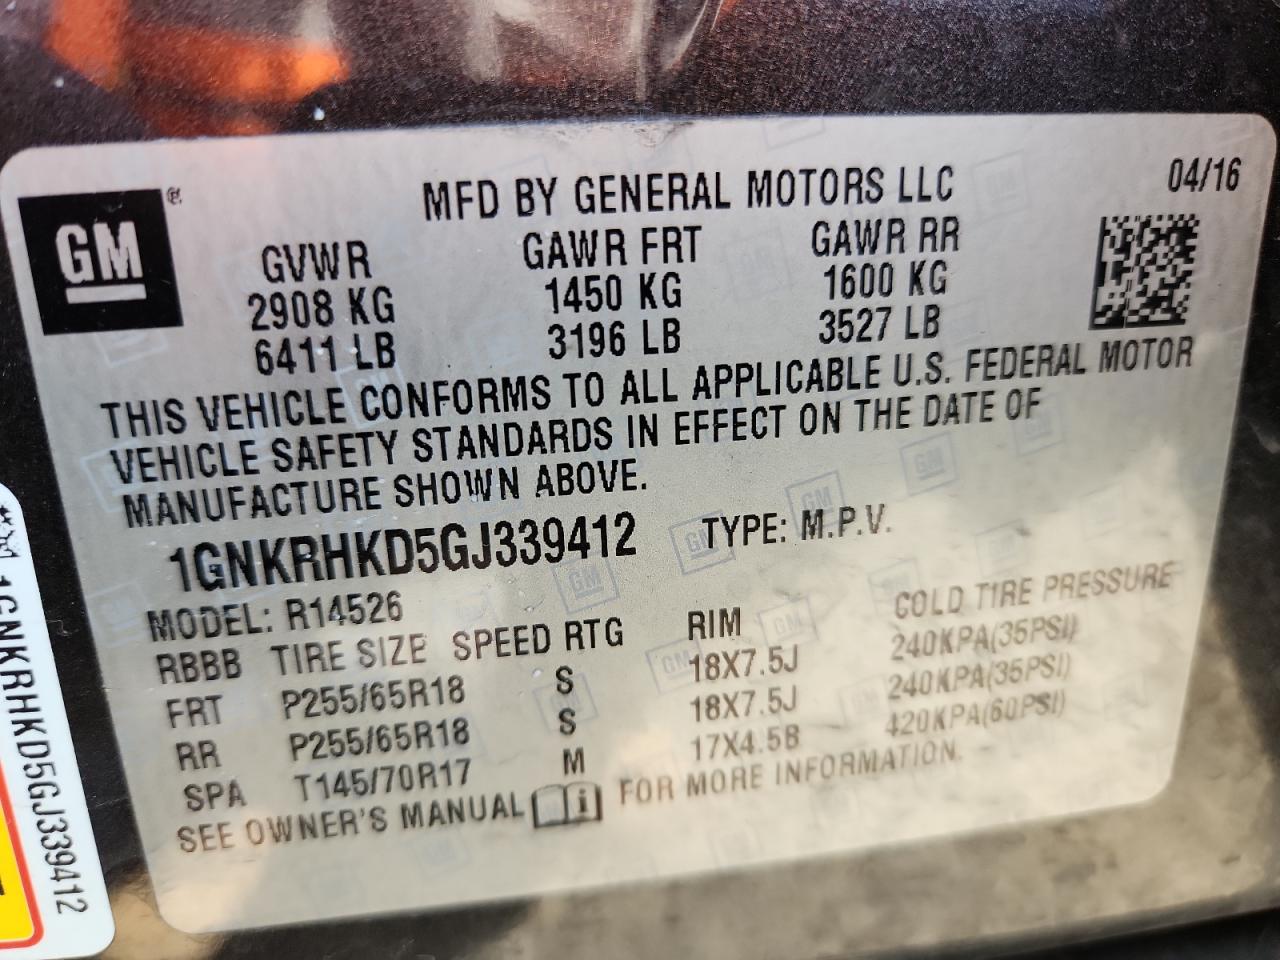 GM ®
MFD BY GENERAL MOTORS LLC 04/16
GVWR GAWR FRT GAWR RR
2908 KG 1450 KG 1600 KG
6411 LB 3196 LB 3527 LB
THIS VEHICLE CONFORMS TO ALL APPLICABLE U.S. FEDERAL MOTOR
VEHICLE SAFETY STANDARDS IN EFFECT ON THE DATE OF
MANUFACTURE SHOWN ABOVE.
1GNKRHKD5GJ339412 TYPE: M.P.V.
MODEL: R14526
RBBB TIRE SIZE SPEED RTG RIM COLD TIRE PRESSURE
FRT P255/65R18 S 18X7.5J 240KPA(35PSI)
RR P255/65R18 S 18X7.5J 240KPA(35PSI)
SPA T145/70R17 M 17X4.5B 420KPA(60PSI)
SEE OWNER'S MANUAL i FOR MORE INFORMATION.
1GNKRHKD5GJ339412